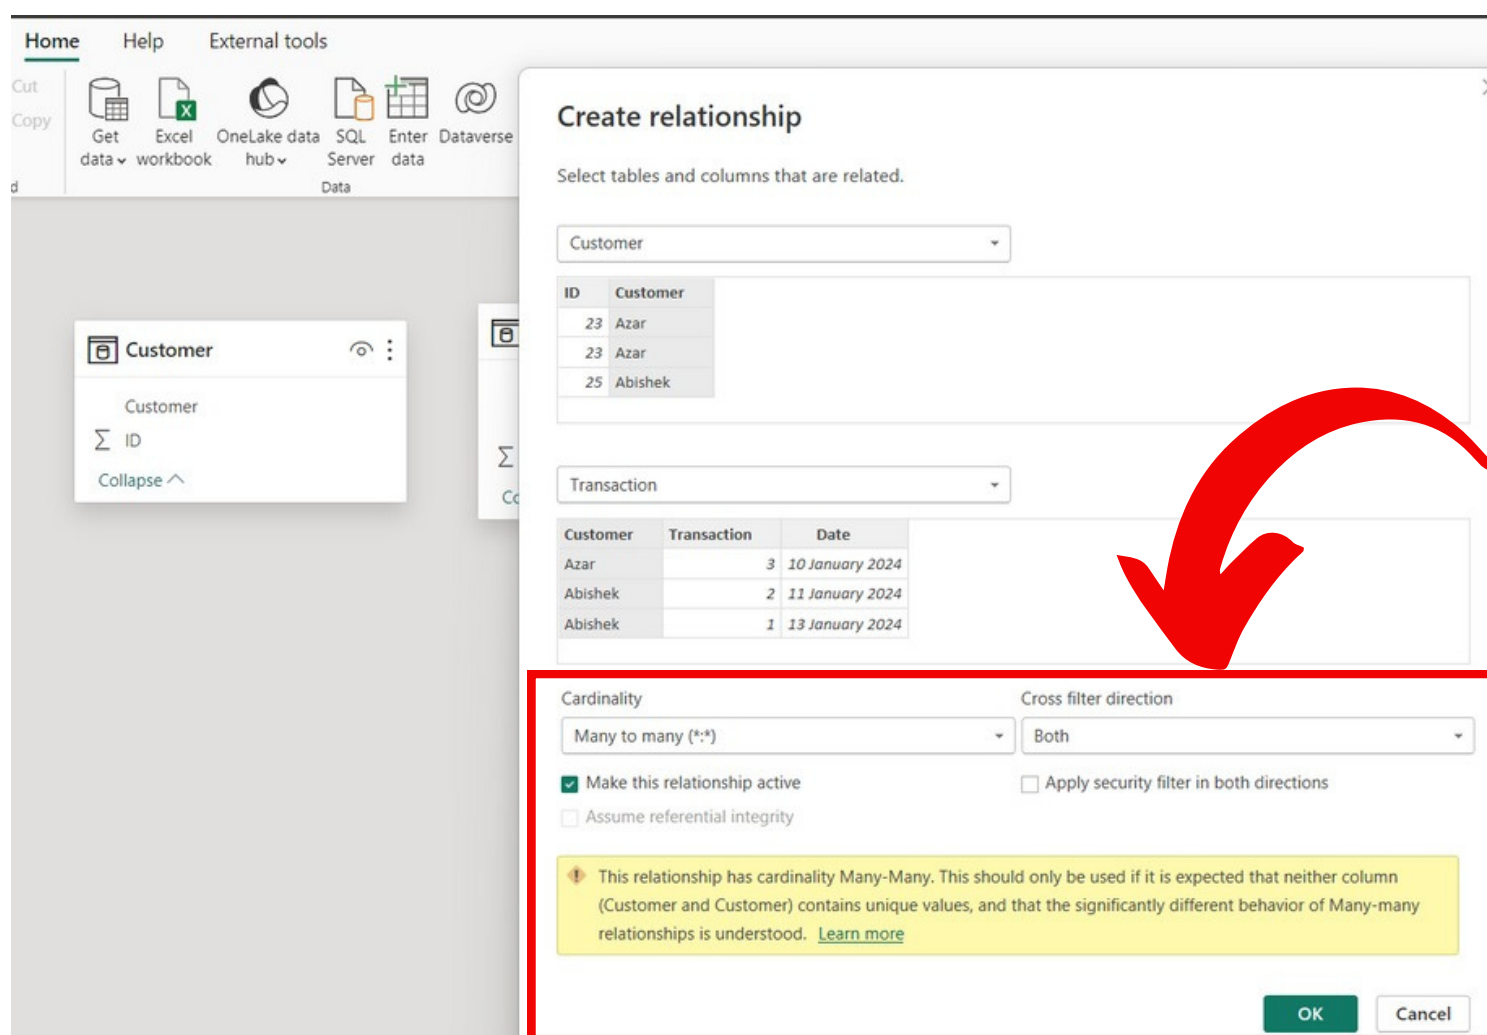 Home Help External tools
Cut
Copy
Get data
Excel workbook
OneLake data hub
SQL Server
Enter data
Dataverse
Data
Customer
Customer
Σ ID
Collapse
Σ
Create relationship
Select tables and columns that are related.
Customer
ID Customer
23 Azar
23 Azar
25 Abishek
Transaction
Customer Transaction Date
Azar 3 10 January 2024
Abishek 2 11 January 2024
Abishek 1 13 January 2024
Cardinality Cross filter direction
Many to many (*:*) Both
Make this relationship active Apply security filter in both directions
Assume referential integrity
This relationship has cardinality Many-Many. This should only be used if it is expected that neither column
(Customer and Customer) contains unique values, and that the significantly different behavior of Many-many
relationships is understood. Learn more
OK Cancel